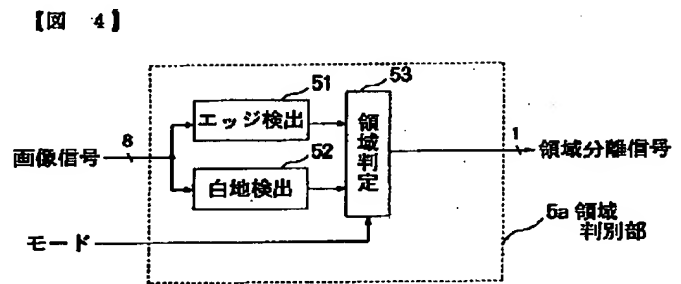 【図 4】
51
53
エッジ検出
8
画像信号
52
白地検出
領域判定
1
領域分離信号
モード
5a 領域
判別部